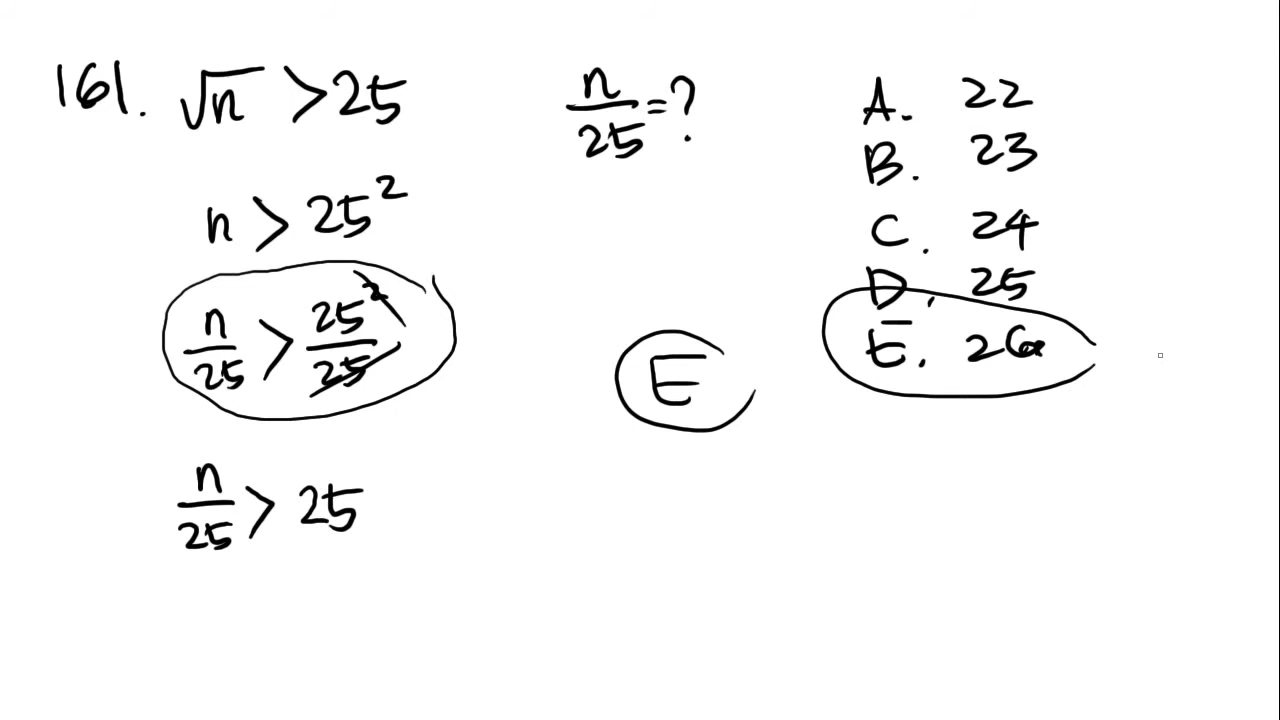 161. √n > 25
n/25 = ?
A. 22
B. 23
C. 24
D. 25
E. 26
n > 25²
n/25 > 25²/25
E
n/25 > 25